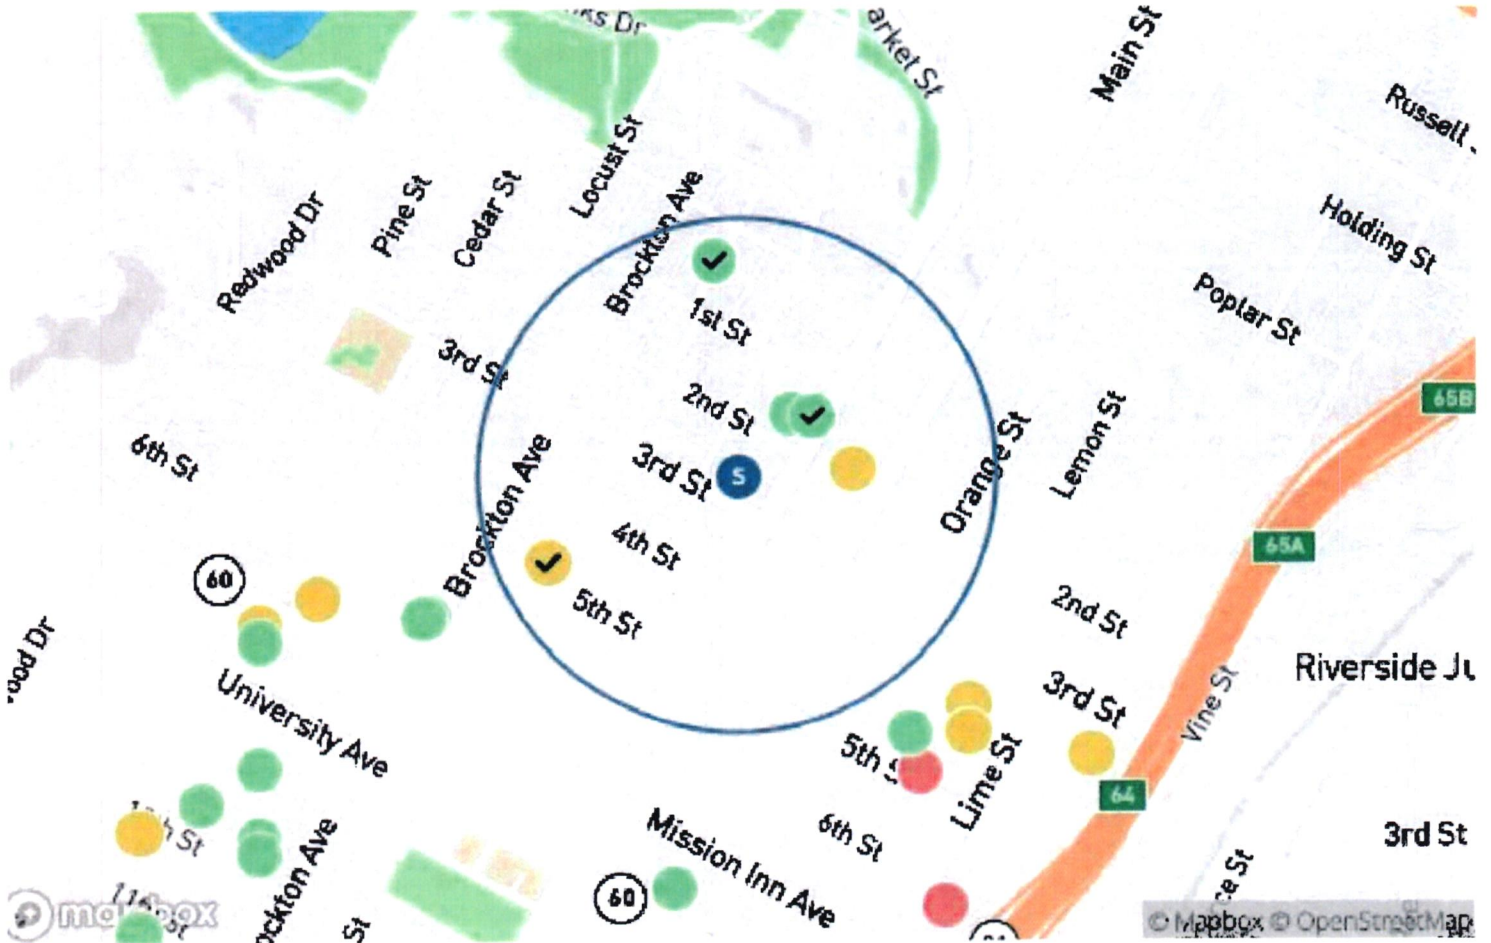 Main St
Russell
Locust St
Pine St
Cedar St
Brockton Ave
Redwood Dr
Holding St
Poplar St
1st St
3rd St
2nd St
65B
6th St
3rd St
S
Orange St
Lemon St
Brockton Ave
4th St
65A
60
5th St
2nd St
Riverside
University Ave
3rd St
Vine St
5th
Lime St
64
6th St
3rd St
Mission Inn Ave
60
mapbox
St
© Mapbox © OpenStreetMap